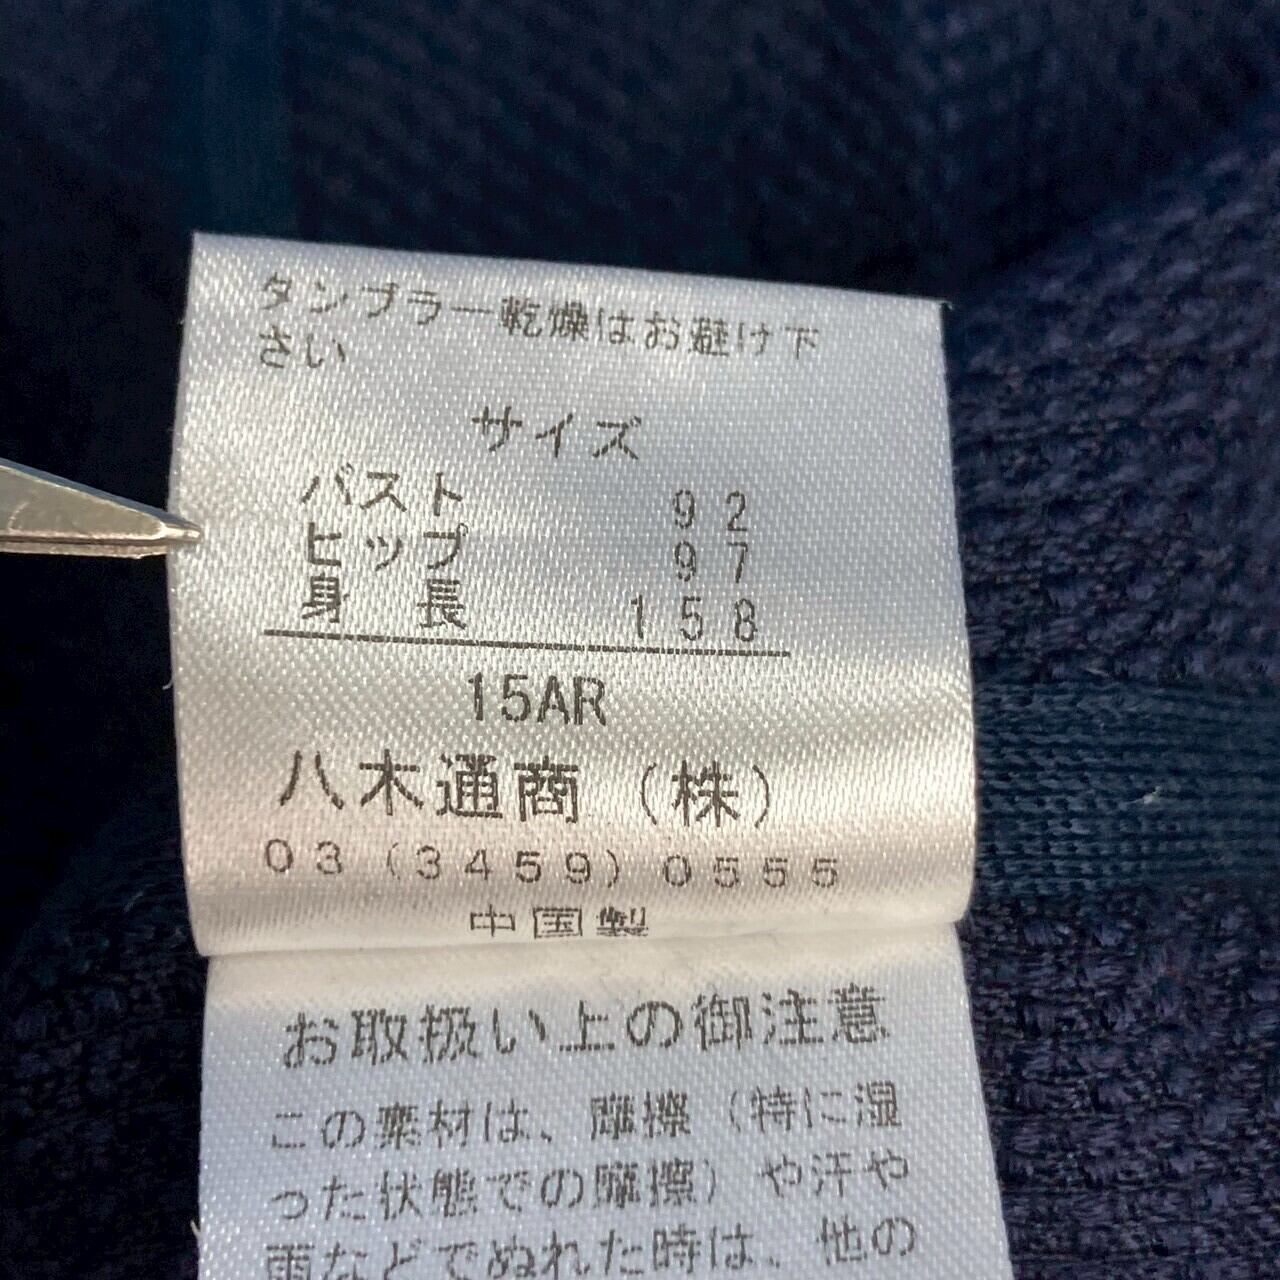 タンブラー乾燥はお避け下
さい
サイズ
バスト 92
ヒップ 97
身長 158
15AR
八木通商（株）
03（3459）0555
中国製
お取扱い上の御注意
この素材は、摩擦（特に湿
った状態での摩擦）や汗や
雨などでぬれた時は、他の